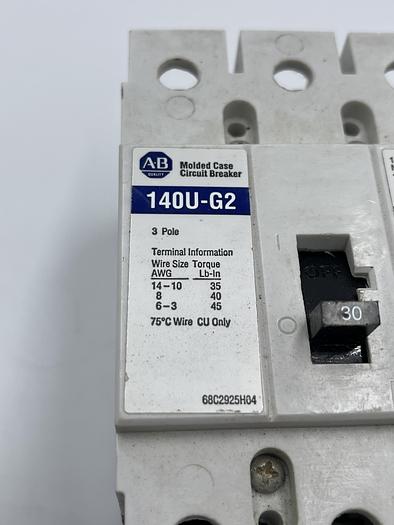 A-B
QUALITY
Molded Case
Circuit Breaker
140U-G2
3 Pole
Terminal Information
Wire Size Torque
AWG Lb-In
14-10 35
8 40
6-3 45
75°C Wire CU Only
68C2925H04
OFF
30